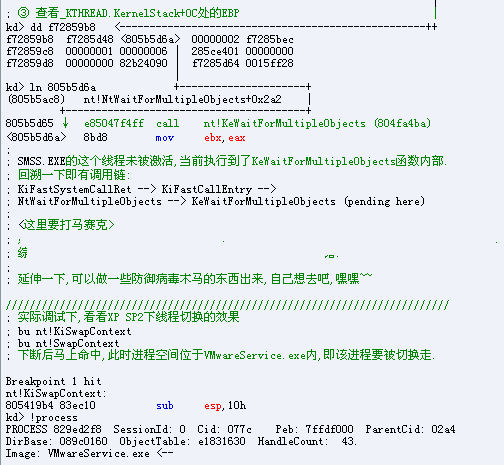 ; ③ 查看_KTHREAD.KernelStack+0C处的EBP
kd> dd f72859b8 <---------------------------------------------++
f72859b8 f7285d48 <805b5d6a> 00000002 f7285bec
f72859c8 00000001 00000006 | 285ce401 00000000
f72859d8 00000000 82b24090 | f7285d64 0015ff28
kd> ln 805b5d6a +--------------------+
(805b5ac8) nt!NtWaitForMultipleObjects+0x2a2 |
+--------------------------------------+
805b5d65 ↓ e85047f4ff call nt!KeWaitForMultipleObjects (804fa4ba)
<805b5d6a> 8bd8 mov ebx,eax
;
; SMSS.EXE的这个线程未被激活,当前执行到了KeWaitForMultipleObjects函数内部.
; 回溯一下即有调用链:
; KiFastSystemCallRet --> KiFastCallEntry -->
; NtWaitForMultipleObjects --> KeWaitForMultipleObjects (pending here)
;
; <这里要打马赛克>
;
;
;
; 延伸一下,可以做一些防御病毒木马的东西出来,自己想去吧,嘿嘿~~
///////////////////////////////////////////////////////////////////////////
; 实际调试下,看看XP SP2下线程切换的效果
; bu nt!KiSwapContext
; bu nt!SwapContext
; 下断后马上命中,此时进程空间位于VMwareService.exe内,即该进程要被切换走.
Breakpoint 1 hit
nt!KiSwapContext:
805419b4 83ec10 sub esp,10h
kd> !process
PROCESS 829ed2f8 SessionId: 0 Cid: 077c Peb: 7ffdf000 ParentCid: 02a4
DirBase: 089c0160 ObjectTable: e1831630 HandleCount: 43.
Image: VMwareService.exe <--